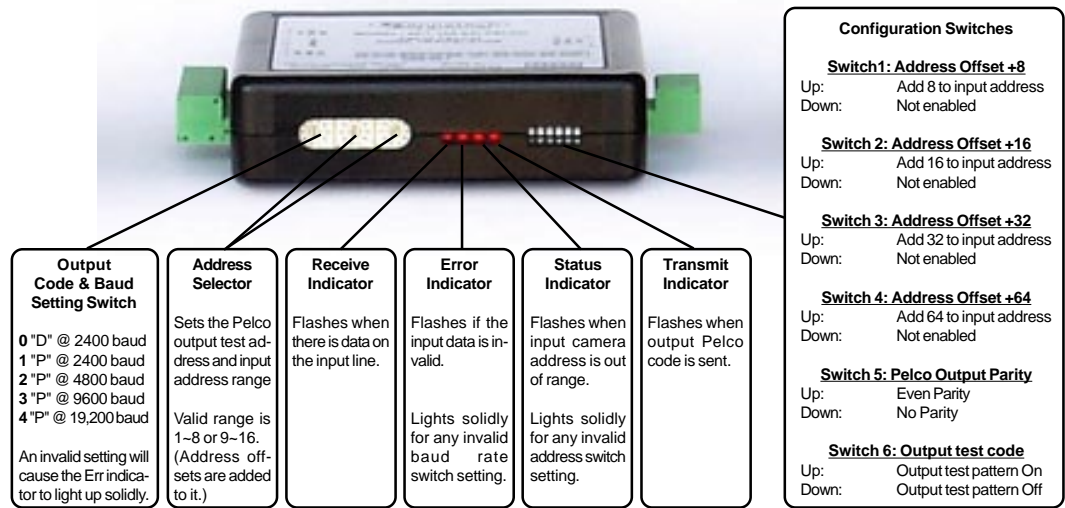 Configuration Switches
Switch1: Address Offset +8
Up: Add 8 to input address
Down: Not enabled
Switch 2: Address Offset +16
Up: Add 16 to input address
Down: Not enabled
Switch 3: Address Offset +32
Up: Add 32 to input address
Down: Not enabled
Switch 4: Address Offset +64
Up: Add 64 to input address
Down: Not enabled
Switch 5: Pelco Output Parity
Up: Even Parity
Down: No Parity
Switch 6: Output test code
Up: Output test pattern On
Down: Output test pattern Off
Output
Code & Baud
Setting Switch
0 "D" @ 2400 baud
1 "P" @ 2400 baud
2 "P" @ 4800 baud
3 "P" @ 9600 baud
4 "P" @ 19,200 baud
An invalid setting will
cause the Err indica-
tor to light up solidly.
Address
Selector
Sets the Pelco
output test ad-
dress and input
address range
Valid range is
1~8 or 9~16.
(Address off-
sets are added
to it.)
Receive
Indicator
Flashes when
there is data on
the input line.
Error
Indicator
Flashes if the
input data is in-
valid.
Lights solidly
for any invalid
baud rate
switch setting.
Status
Indicator
Flashes when
input camera
address is out
of range.
Lights solidly
for any invalid
address switch
setting.
Transmit
Indicator
Flashes when
output Pelco
code is sent.